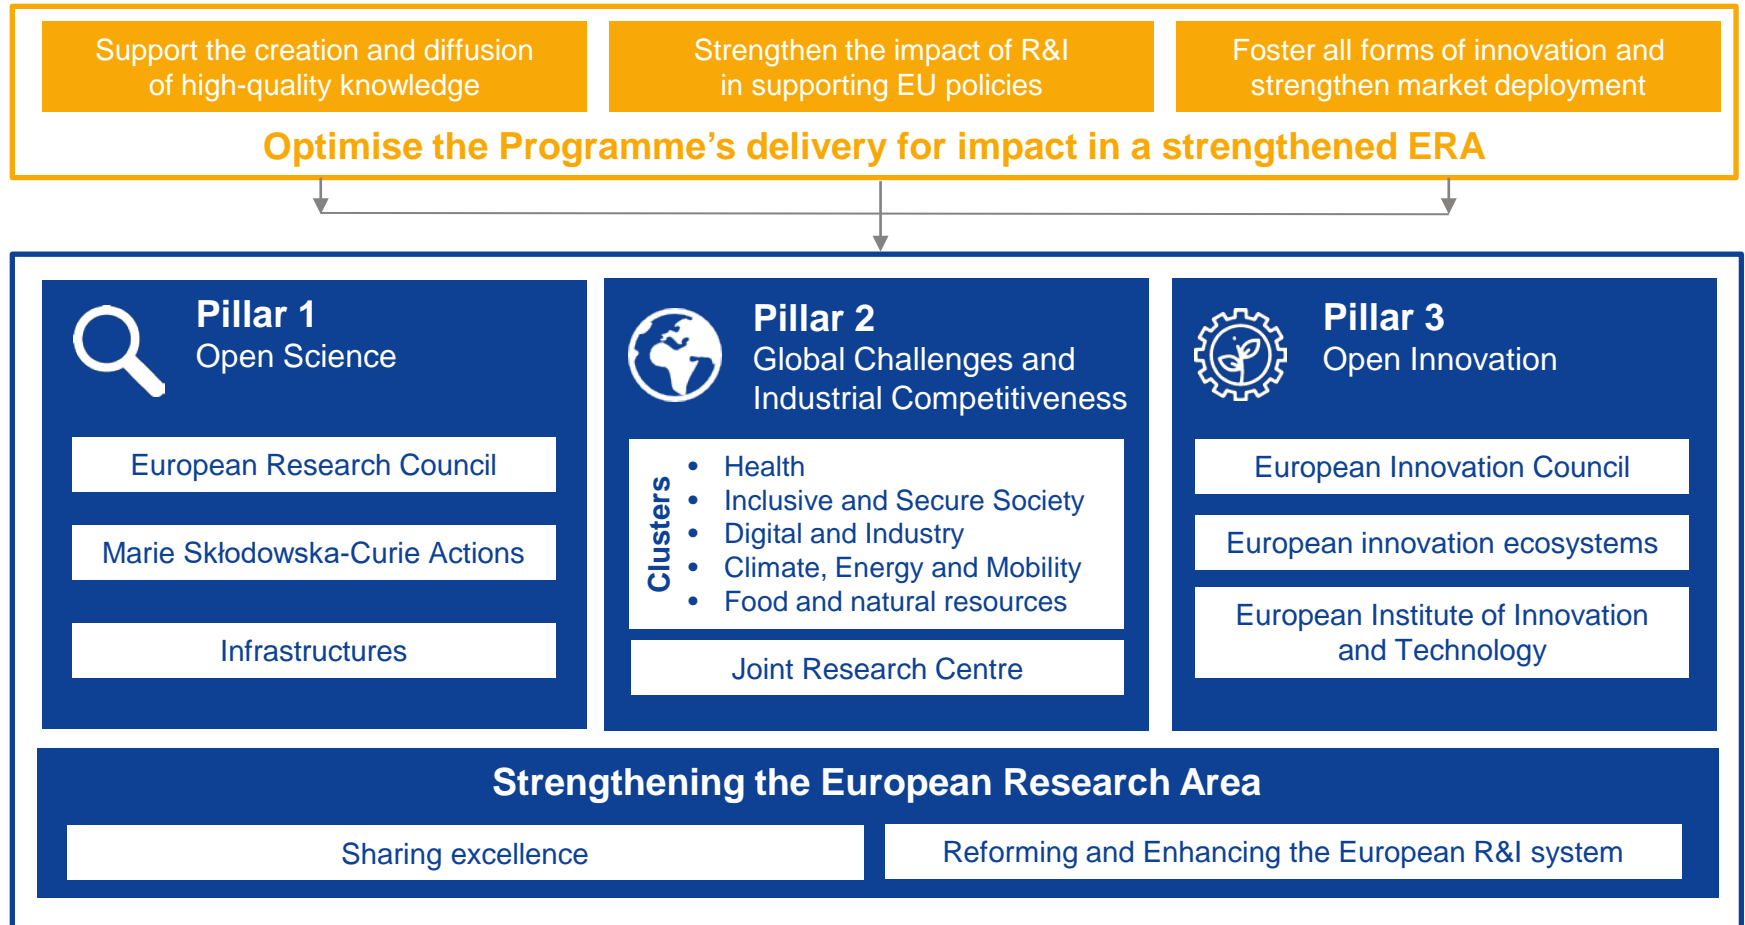 Support the creation and diffusion
of high-quality knowledge
Strengthen the impact of R&I
in supporting EU policies
Foster all forms of innovation and
strengthen market deployment
Optimise the Programme’s delivery for impact in a strengthened ERA
Pillar 1
Open Science
European Research Council
Marie Skłodowska-Curie Actions
Infrastructures
Pillar 2
Global Challenges and
Industrial Competitiveness
Clusters
• Health
• Inclusive and Secure Society
• Digital and Industry
• Climate, Energy and Mobility
• Food and natural resources
Joint Research Centre
Pillar 3
Open Innovation
European Innovation Council
European innovation ecosystems
European Institute of Innovation
and Technology
Strengthening the European Research Area
Sharing excellence
Reforming and Enhancing the European R&I system